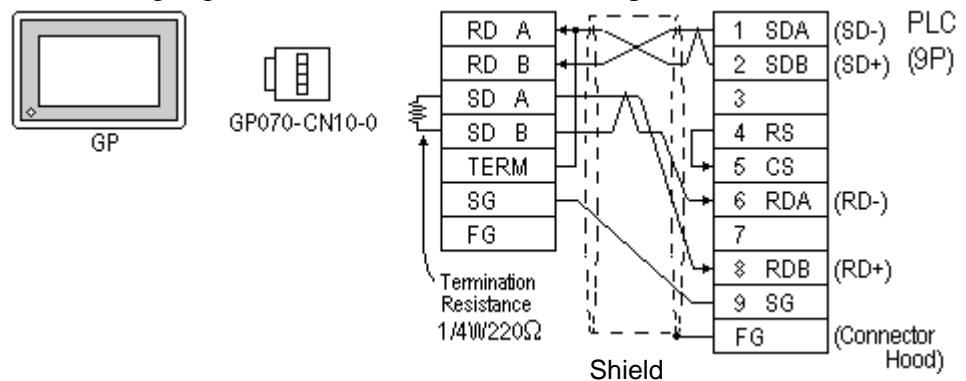 GP
GP070-CN10-0
RD A
RD B
SD A
SD B
TERM
SG
FG
Termination
Resistance
1/4W220Ω
Shield
1 SDA (SD-)
2 SDB (SD+)
3
4 RS
5 CS
6 RDA (RD-)
7
8 RDB (RD+)
9 SG
FG (Connector
Hood)
PLC
(9P)